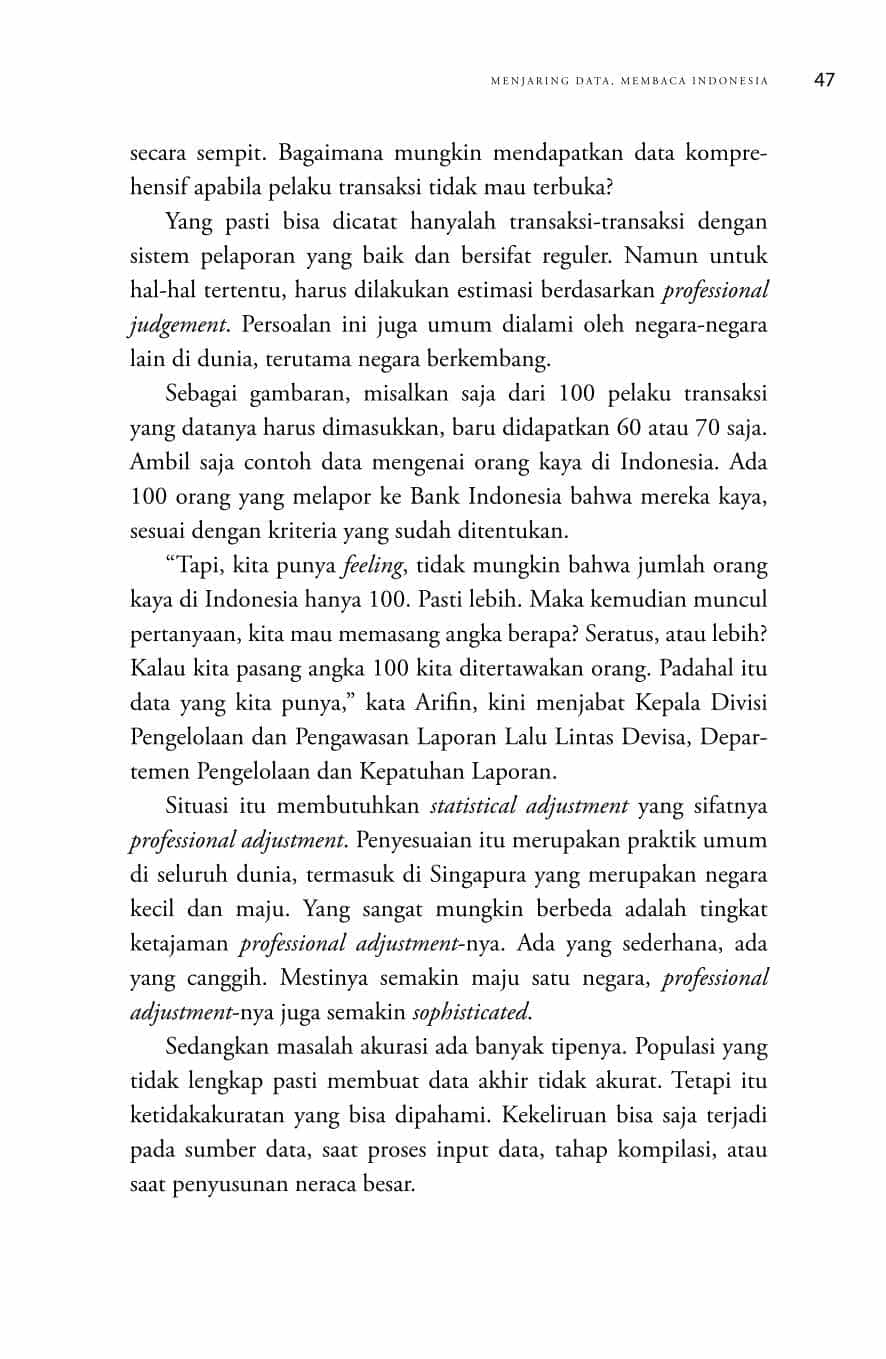 MENJARING DATA, MEMBACA INDONESIA 47
secara sempit. Bagaimana mungkin mendapatkan data kompre-
hensif apabila pelaku transaksi tidak mau terbuka?
Yang pasti bisa dicatat hanyalah transaksi-transaksi dengan
sistem pelaporan yang baik dan bersifat reguler. Namun untuk
hal-hal tertentu, harus dilakukan estimasi berdasarkan professional
judgement. Persoalan ini juga umum dialami oleh negara-negara
lain di dunia, terutama negara berkembang.
Sebagai gambaran, misalkan saja dari 100 pelaku transaksi
yang datanya harus dimasukkan, baru didapatkan 60 atau 70 saja.
Ambil saja contoh data mengenai orang kaya di Indonesia. Ada
100 orang yang melapor ke Bank Indonesia bahwa mereka kaya,
sesuai dengan kriteria yang sudah ditentukan.
“Tapi, kita punya feeling, tidak mungkin bahwa jumlah orang
kaya di Indonesia hanya 100. Pasti lebih. Maka kemudian muncul
pertanyaan, kita mau memasang angka berapa? Seratus, atau lebih?
Kalau kita pasang angka 100 kita ditertawakan orang. Padahal itu
data yang kita punya,” kata Arifin, kini menjabat Kepala Divisi
Pengelolaan dan Pengawasan Laporan Lalu Lintas Devisa, Depar-
temen Pengelolaan dan Kepatuhan Laporan.
Situasi itu membutuhkan statistical adjustment yang sifatnya
professional adjustment. Penyesuaian itu merupakan praktik umum
di seluruh dunia, termasuk di Singapura yang merupakan negara
kecil dan maju. Yang sangat mungkin berbeda adalah tingkat
ketajaman professional adjustment-nya. Ada yang sederhana, ada
yang canggih. Mestinya semakin maju satu negara, professional
adjustment-nya juga semakin sophisticated.
Sedangkan masalah akurasi ada banyak tipenya. Populasi yang
tidak lengkap pasti membuat data akhir tidak akurat. Tetapi itu
ketidakakuratan yang bisa dipahami. Kekeliruan bisa saja terjadi
pada sumber data, saat proses input data, tahap kompilasi, atau
saat penyusunan neraca besar.